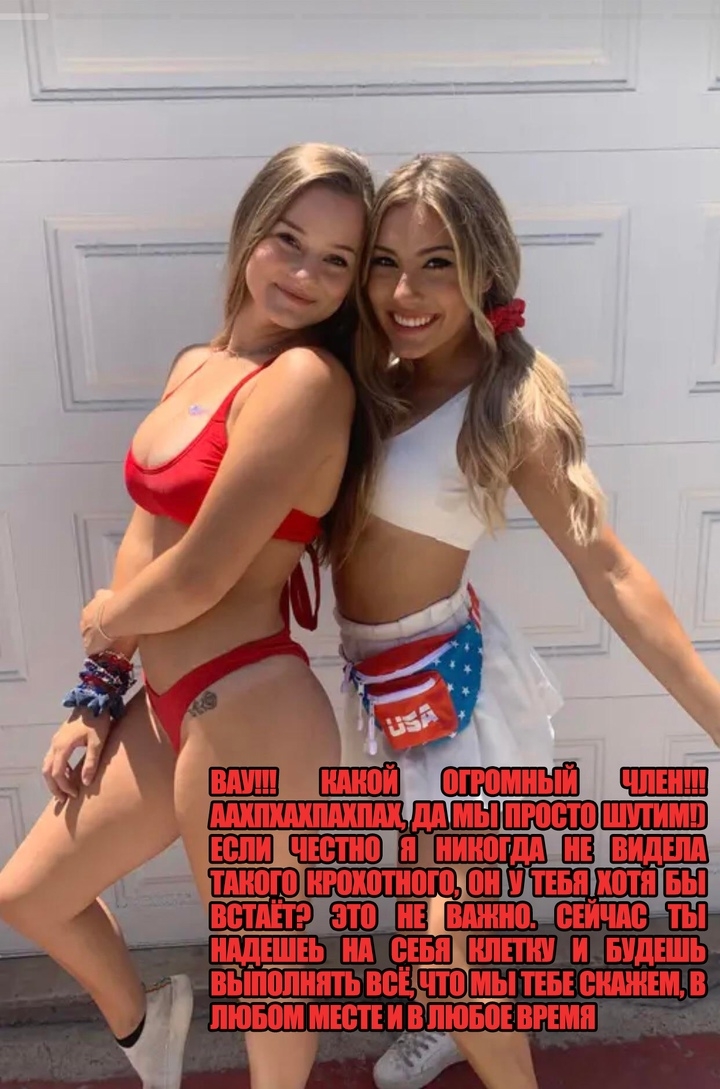 USA
ВАУ!!! КАКОЙ ОГРОМНЫЙ ЧЛЕН!!!
ААХПХАХПАХПАХ, ДА МЫ ПРОСТО ШУТИМ!)
ЕСЛИ ЧЕСТНО Я НИКОГДА НЕ ВИДЕЛА
ТАКОГО КРОХОТНОГО, ОН У ТЕБЯ ХОТЯ БЫ
ВСТАЁТ? ЭТО НЕ ВАЖНО. СЕЙЧАС ТЫ
НАДЕШЕЬ НА СЕБЯ КЛЕТКУ И БУДЕШЬ
ВЫПОЛНЯТЬ ВСЁ, ЧТО МЫ ТЕБЕ СКАЖЕМ, В
ЛЮБОМ МЕСТЕ И В ЛЮБОЕ ВРЕМЯ